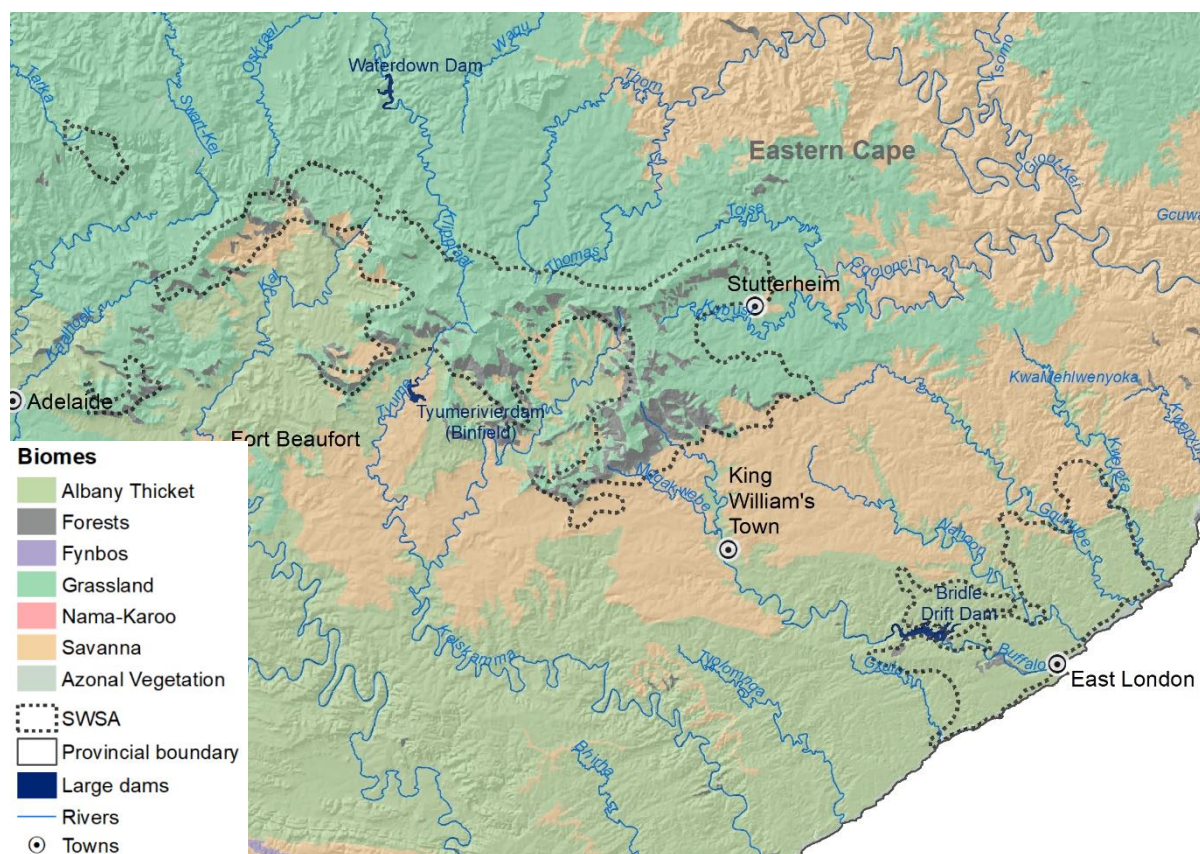 Waterdown Dam
Oskraal
Waqu
Tsomo
Thorn
Tarka
Swart-Kei
Eastern Cape
Groot-Kei
Gcuwa
Toise
Klipplaat
Thomas
Kat
Gqolonci
Stutterheim
Kubusi
Kaalhoek
KwaMehlwenyoka
Adelaide
Tyume
Tyumerivierdam
(Binfield)
Fort Beaufort
Kwelera
King
William's
Town
Mgqakwebe
Gqunube
Nahoon
Bridle
Drift Dam
Buffalo
East London
Keiskamma
Tyolomnqa
Bhirha
Biomes
Albany Thicket
Forests
Fynbos
Grassland
Nama-Karoo
Savanna
Azonal Vegetation
SWSA
Provincial boundary
Large dams
Rivers
Towns